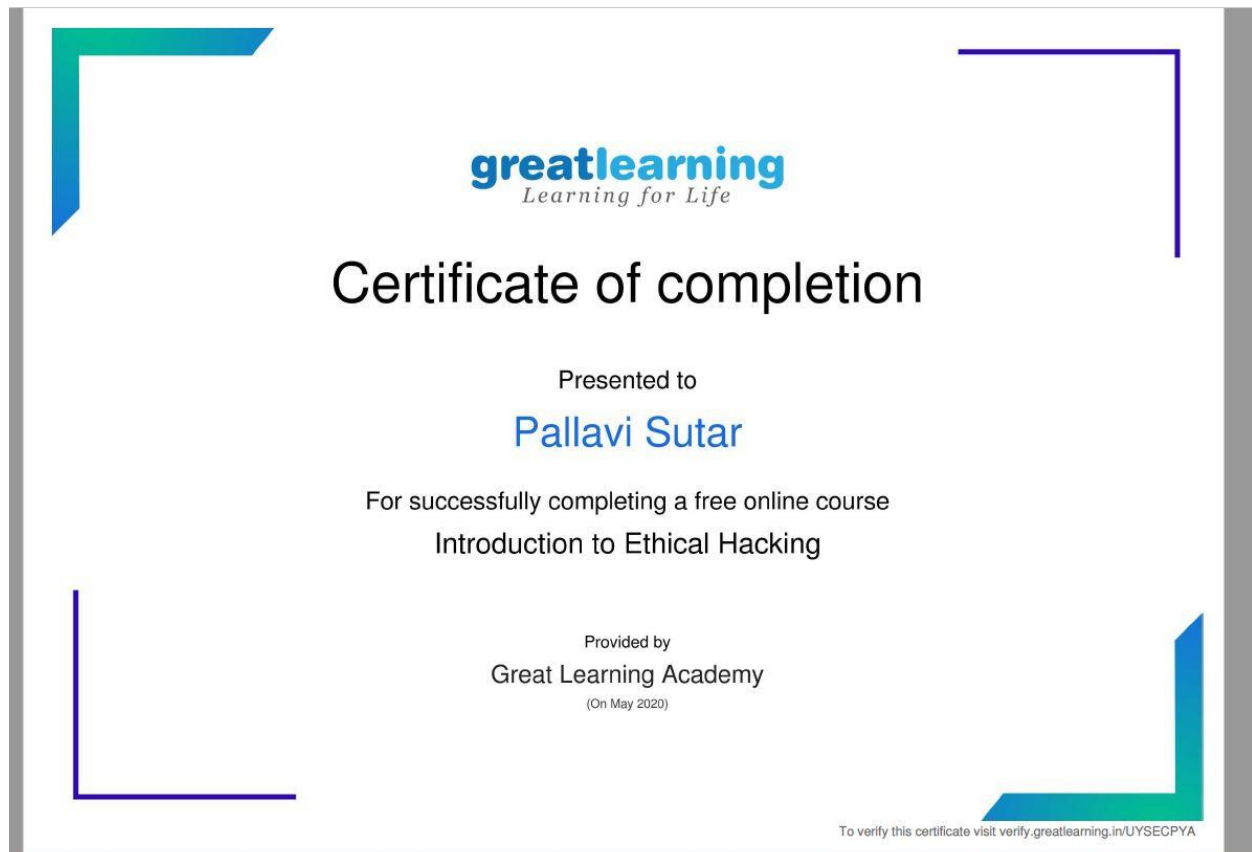 greatlearning
Learning for Life
Certificate of completion
Presented to
Pallavi Sutar
For successfully completing a free online course
Introduction to Ethical Hacking
Provided by
Great Learning Academy
(On May 2020)
To verify this certificate visit verify.greatlearning.in/UYSECPYA